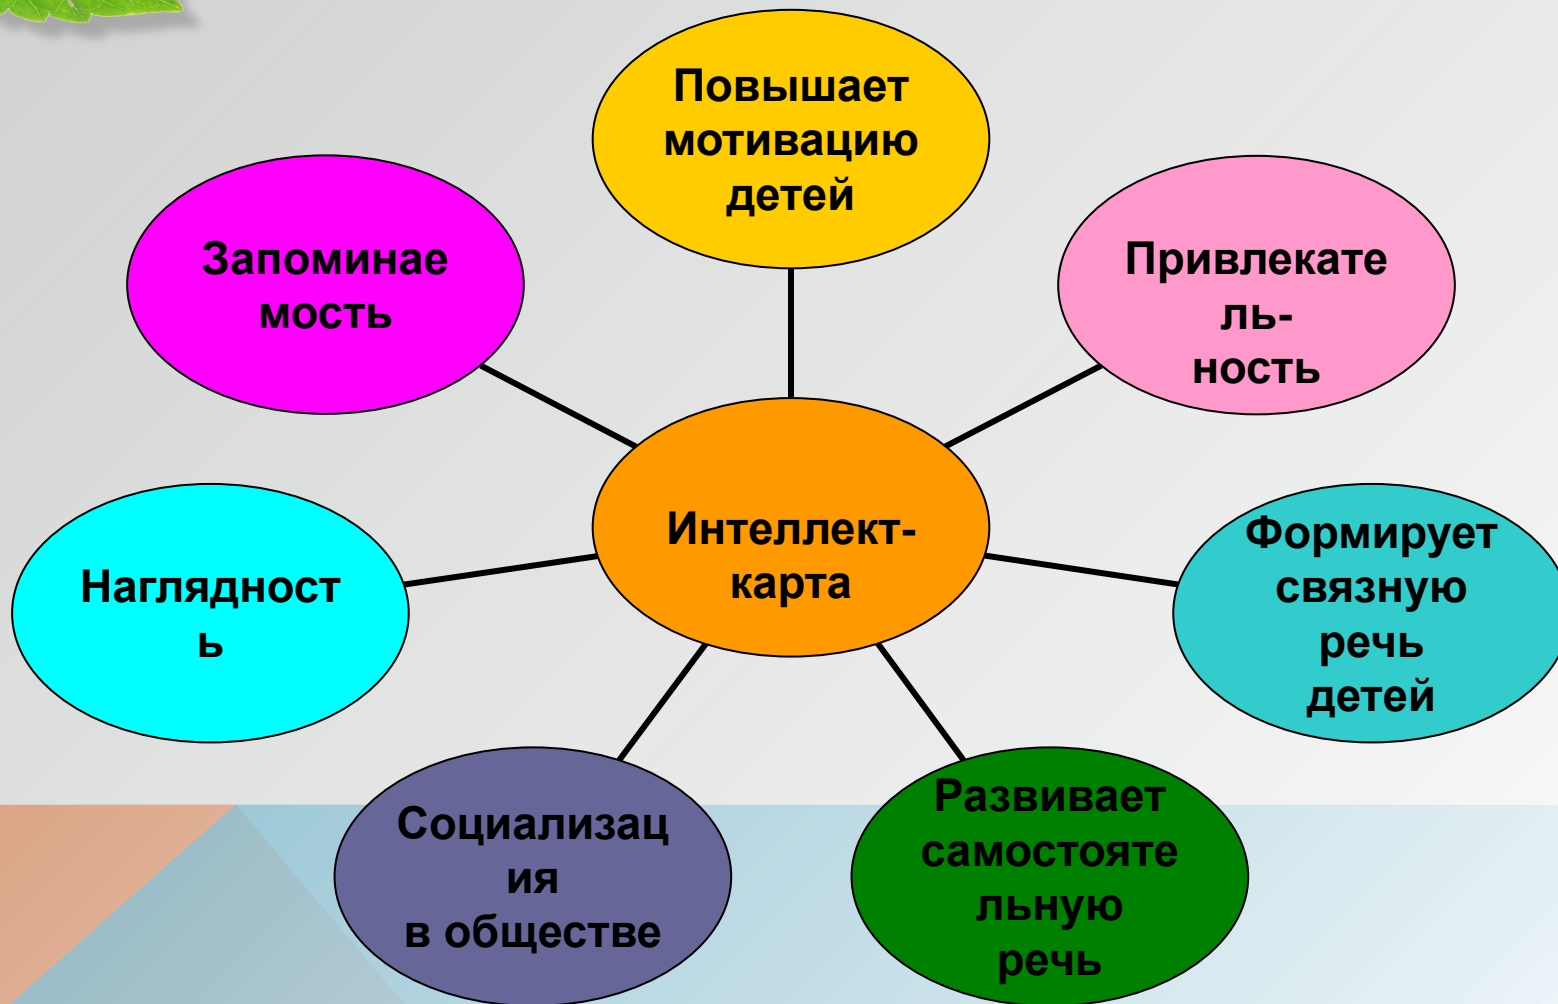 Повышает
мотивацию
детей
Запоминае
мость
Привлекате
ль-
ность
Интеллект-
карта
Наглядност
ь
Формирует
связную
речь
детей
Социализац
ия
в обществе
Развивает
самостояте
льную
речь